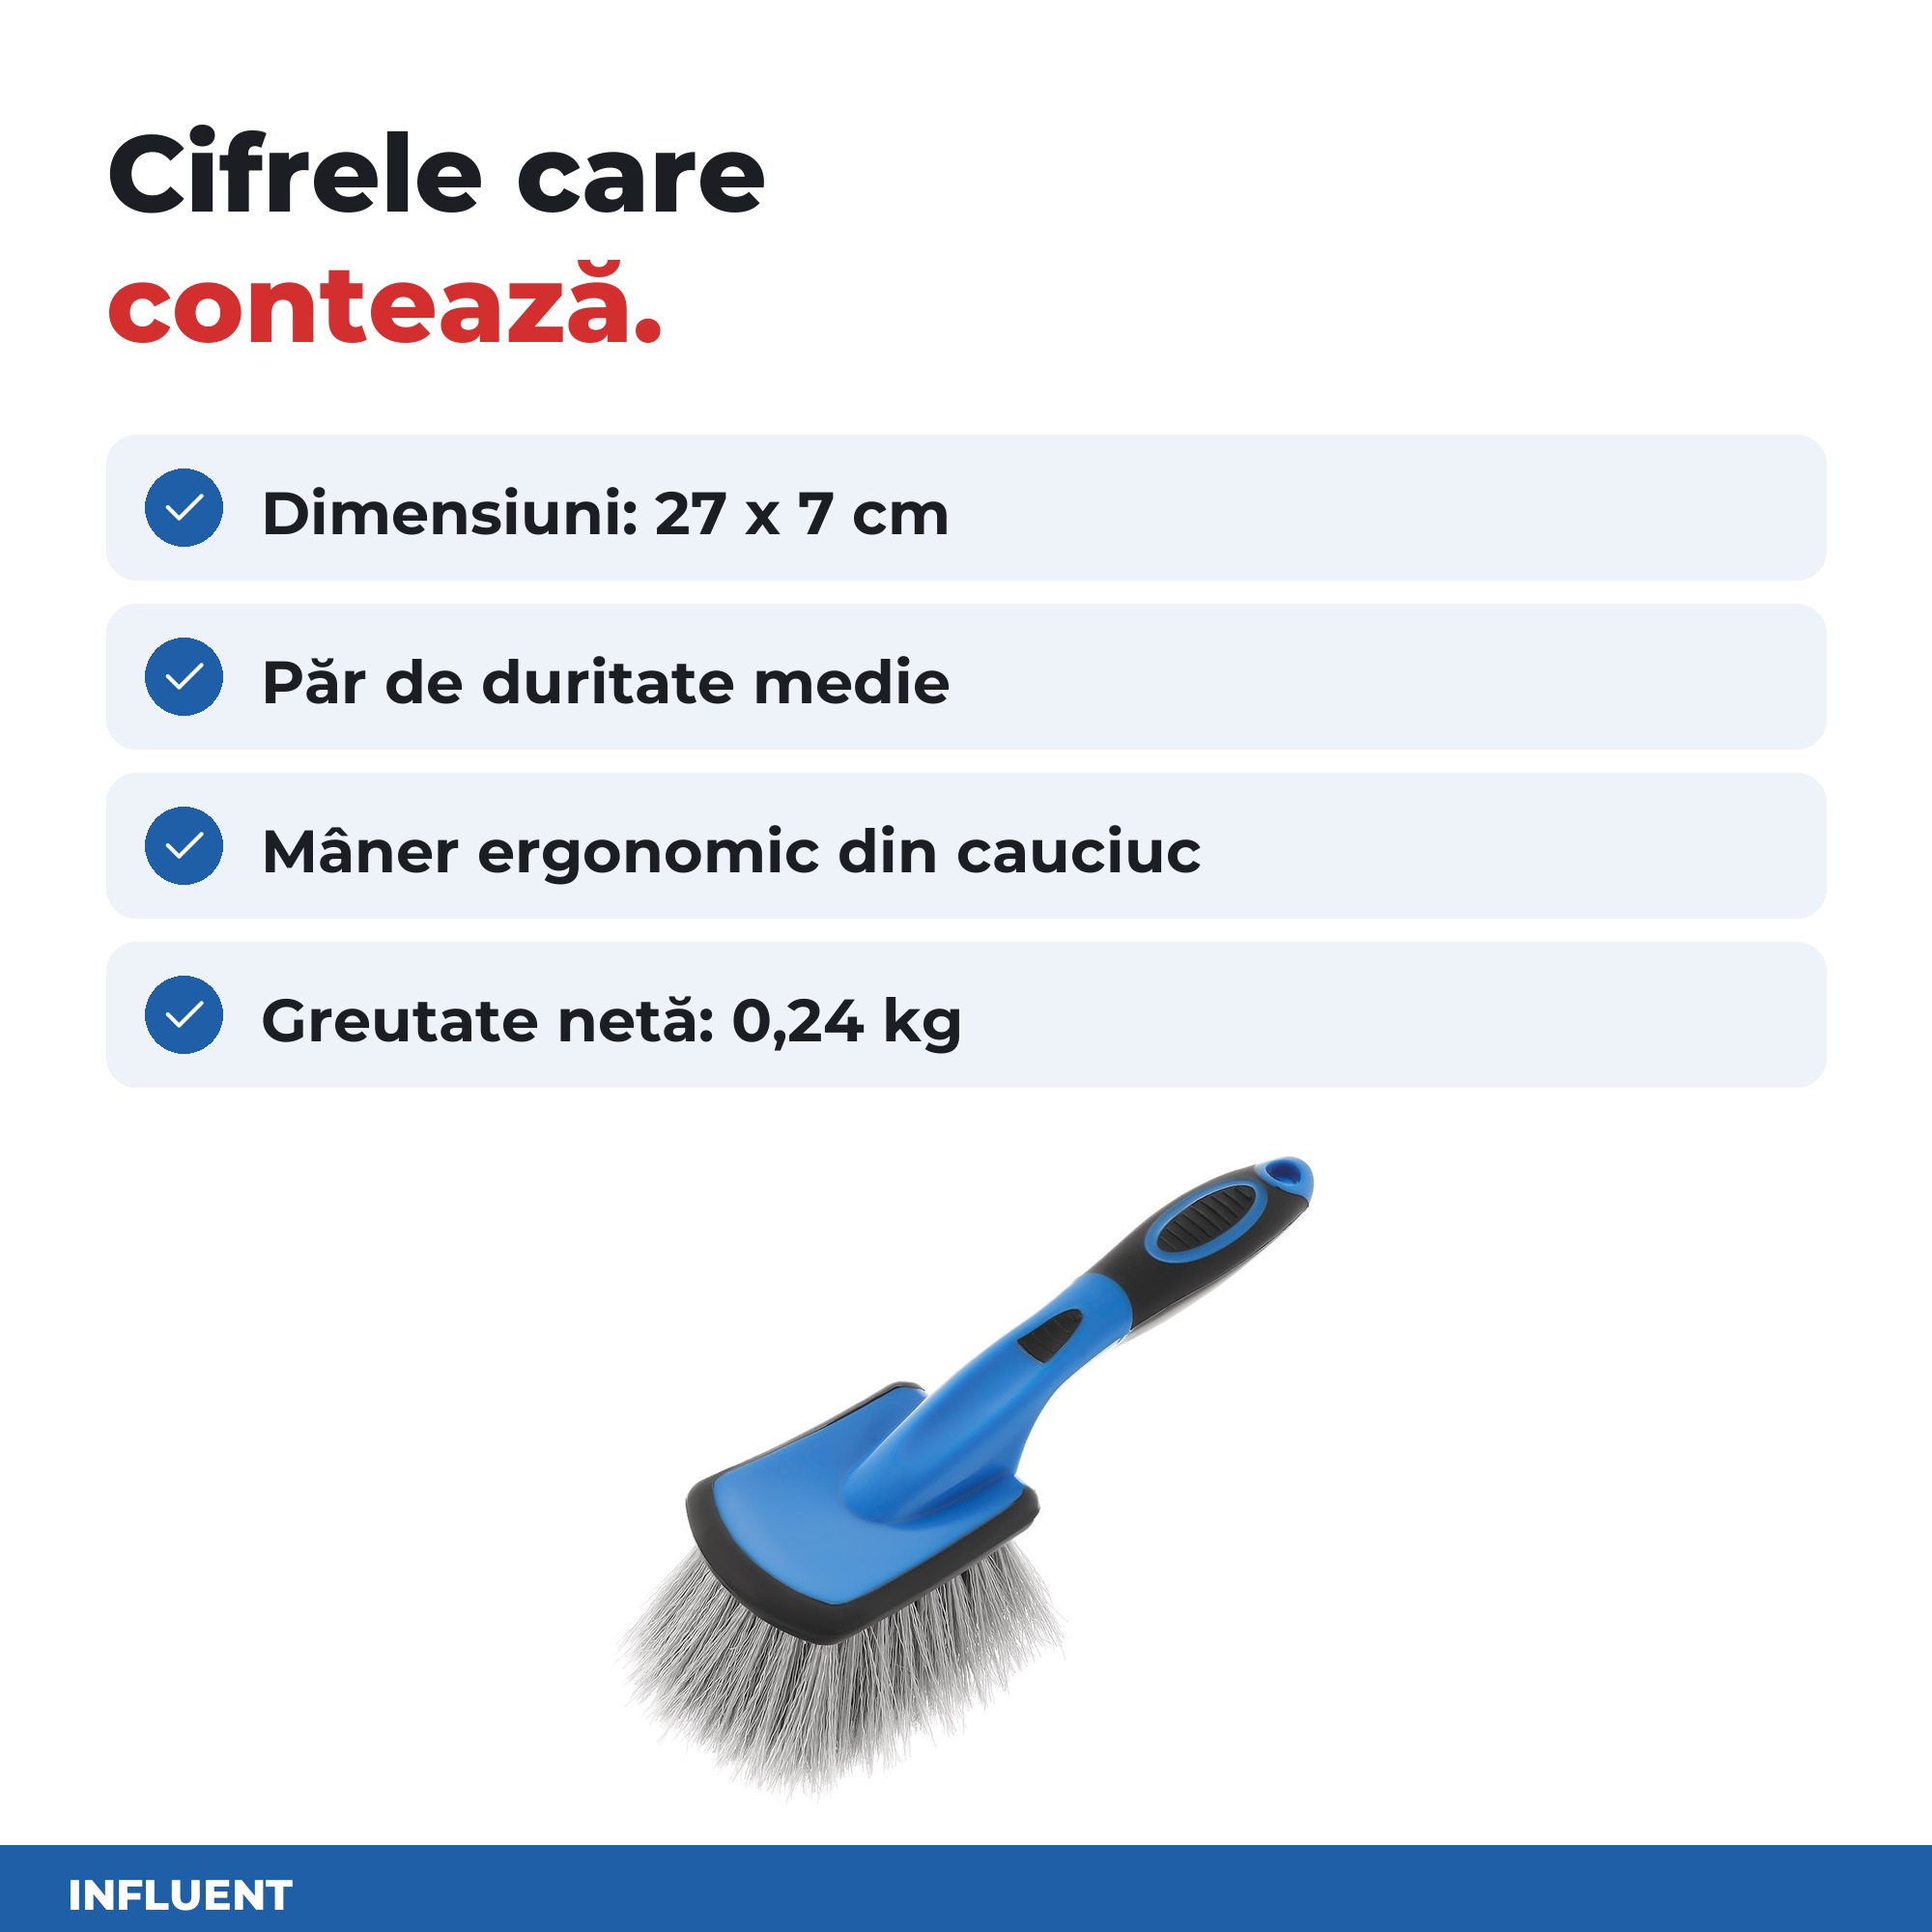 Cifrele care
contează.
Dimensiuni: 27 x 7 cm
Păr de duritate medie
Mâner ergonomic din cauciuc
Greutate netă: 0,24 kg
INFLUENT